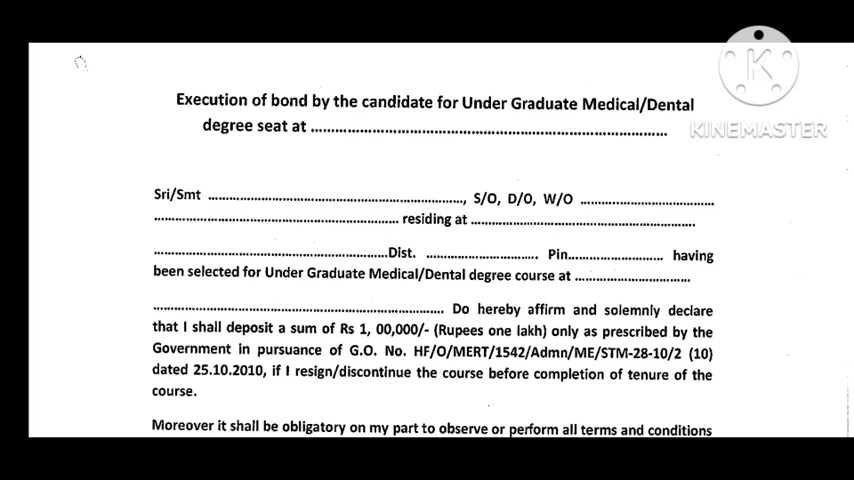 K
KINEMASTER
Execution of bond by the candidate for Under Graduate Medical/Dental
degree seat at ................................................................................
Sri/Smt ............................................................., S/O, D/O, W/O ................................
........................................................... residing at ......................................................
.........................................................Dist. ........................... Pin....................... having
been selected for Under Graduate Medical/Dental degree course at ............................
....................................................................... Do hereby affirm and solemnly declare
that I shall deposit a sum of Rs 1, 00,000/- (Rupees one lakh) only as prescribed by the
Government in pursuance of G.O. No. HF/O/MERT/1542/Admn/ME/STM-28-10/2 (10)
dated 25.10.2010, if I resign/discontinue the course before completion of tenure of the
course.
Moreover it shall be obligatory on my part to observe or perform all terms and conditions